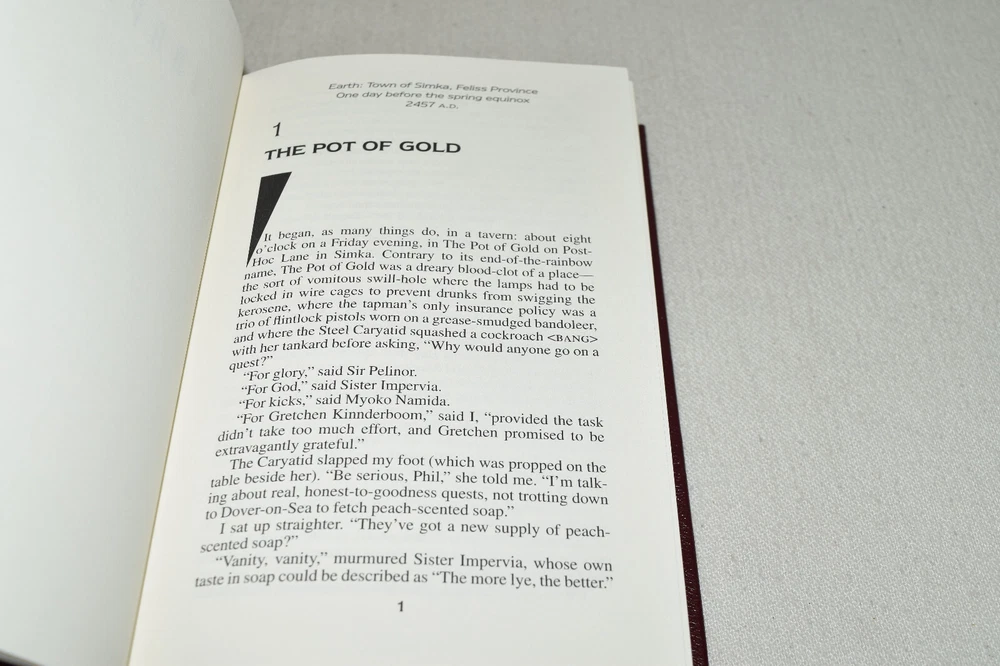 Earth: Town of Simka, Feliss Province
One day before the spring equinox
2457 A.D.
1
THE POT OF GOLD
It began, as many things do, in a tavern: about eight
o'clock on a Friday evening, in The Pot of Gold on Post-
Hoc Lane in Simka. Contrary to its end-of-the-rainbow
name, The Pot of Gold was a dreary blood-clot of a place—
the sort of vomitous swill-hole where the lamps had to be
locked in wire cages to prevent drunks from swigging the
kerosene, where the tapman's only insurance policy was a
trio of flintlock pistols worn on a grease-smudged bandoleer,
and where the Steel Caryatid squashed a cockroach <BANG>
with her tankard before asking, “Why would anyone go on a
quest?”
“For glory,” said Sir Pelinor.
“For God,” said Sister Impervia.
“For kicks,” said Myoko Namida.
“For Gretchen Kinnderboom,” said I, “provided the task
didn't take too much effort, and Gretchen promised to be
extravagantly grateful.”
The Caryatid slapped my foot (which was propped on the
table beside her). “Be serious, Phil,” she told me. “I'm talk-
ing about real, honest-to-goodness quests, not trotting down
to Dover-on-Sea to fetch peach-scented soap.”
I sat up straighter. “They've got a new supply of peach-
scented soap?”
“Vanity, vanity,” murmured Sister Impervia, whose own
taste in soap could be described as “The more lye, the better.”
1